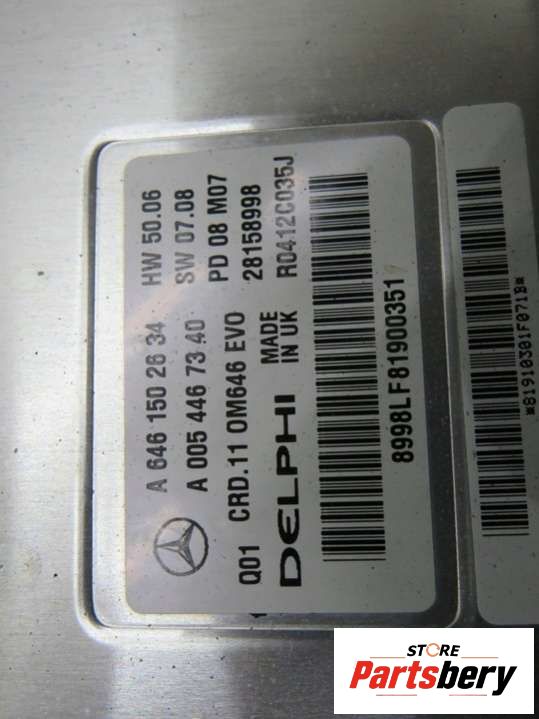 A 646 150 26 34 HW 50.06
A 005 446 73 40 SW 07.08
Q01 CRD.11 OM646 EVO PD 08 M07
DELPHI MADE IN UK 28158998
R0412C035J
8998LF81900351
*81910301F071B*
STORE
Partsbery